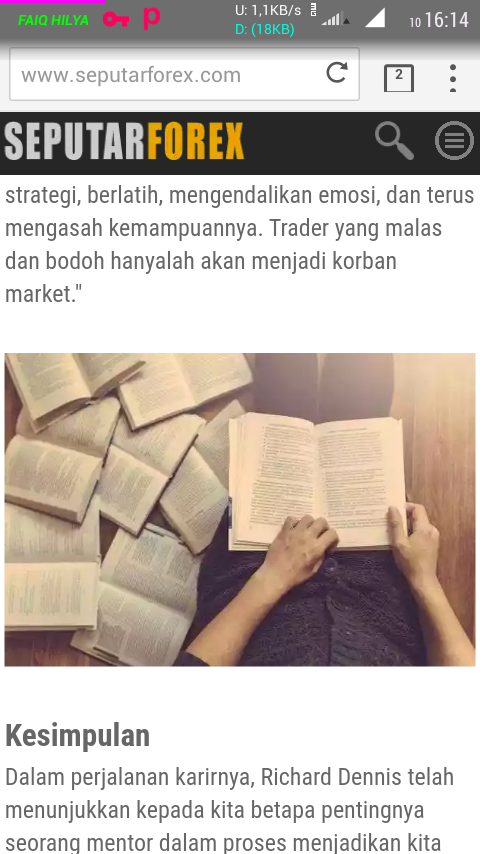 FAIQ HILYA
U: 1,1KB/s
D: (18KB)
10 16:14
www.seputarforex.com
2
SEPUTARFOREX
strategi, berlatih, mengendalikan emosi, dan terus
mengasah kemampuannya. Trader yang malas
dan bodoh hanyalah akan menjadi korban
market."
Kesimpulan
Dalam perjalanan karirnya, Richard Dennis telah
menunjukkan kepada kita betapa pentingnya
seorang mentor dalam proses menjadikan kita